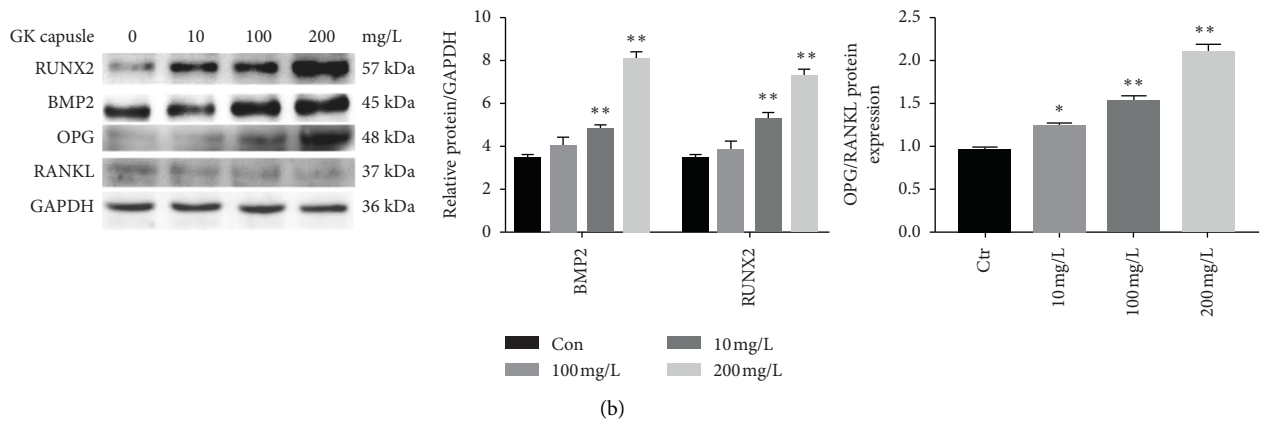 GK capusle 0 10 100 200 mg/L
RUNX2 57 kDa
BMP2 45 kDa
OPG 48 kDa
RANKL 37 kDa
GAPDH 36 kDa
Relative protein/GAPDH
10
8
6
4
2
0
**
**
**
**
BMP2
RUNX2
Con
10 mg/L
100 mg/L
200 mg/L
OPG/RANKL protein
expression
2.5
2.0
1.5
1.0
0.5
0.0
*
**
**
Ctr
10 mg/L
100 mg/L
200 mg/L
(b)